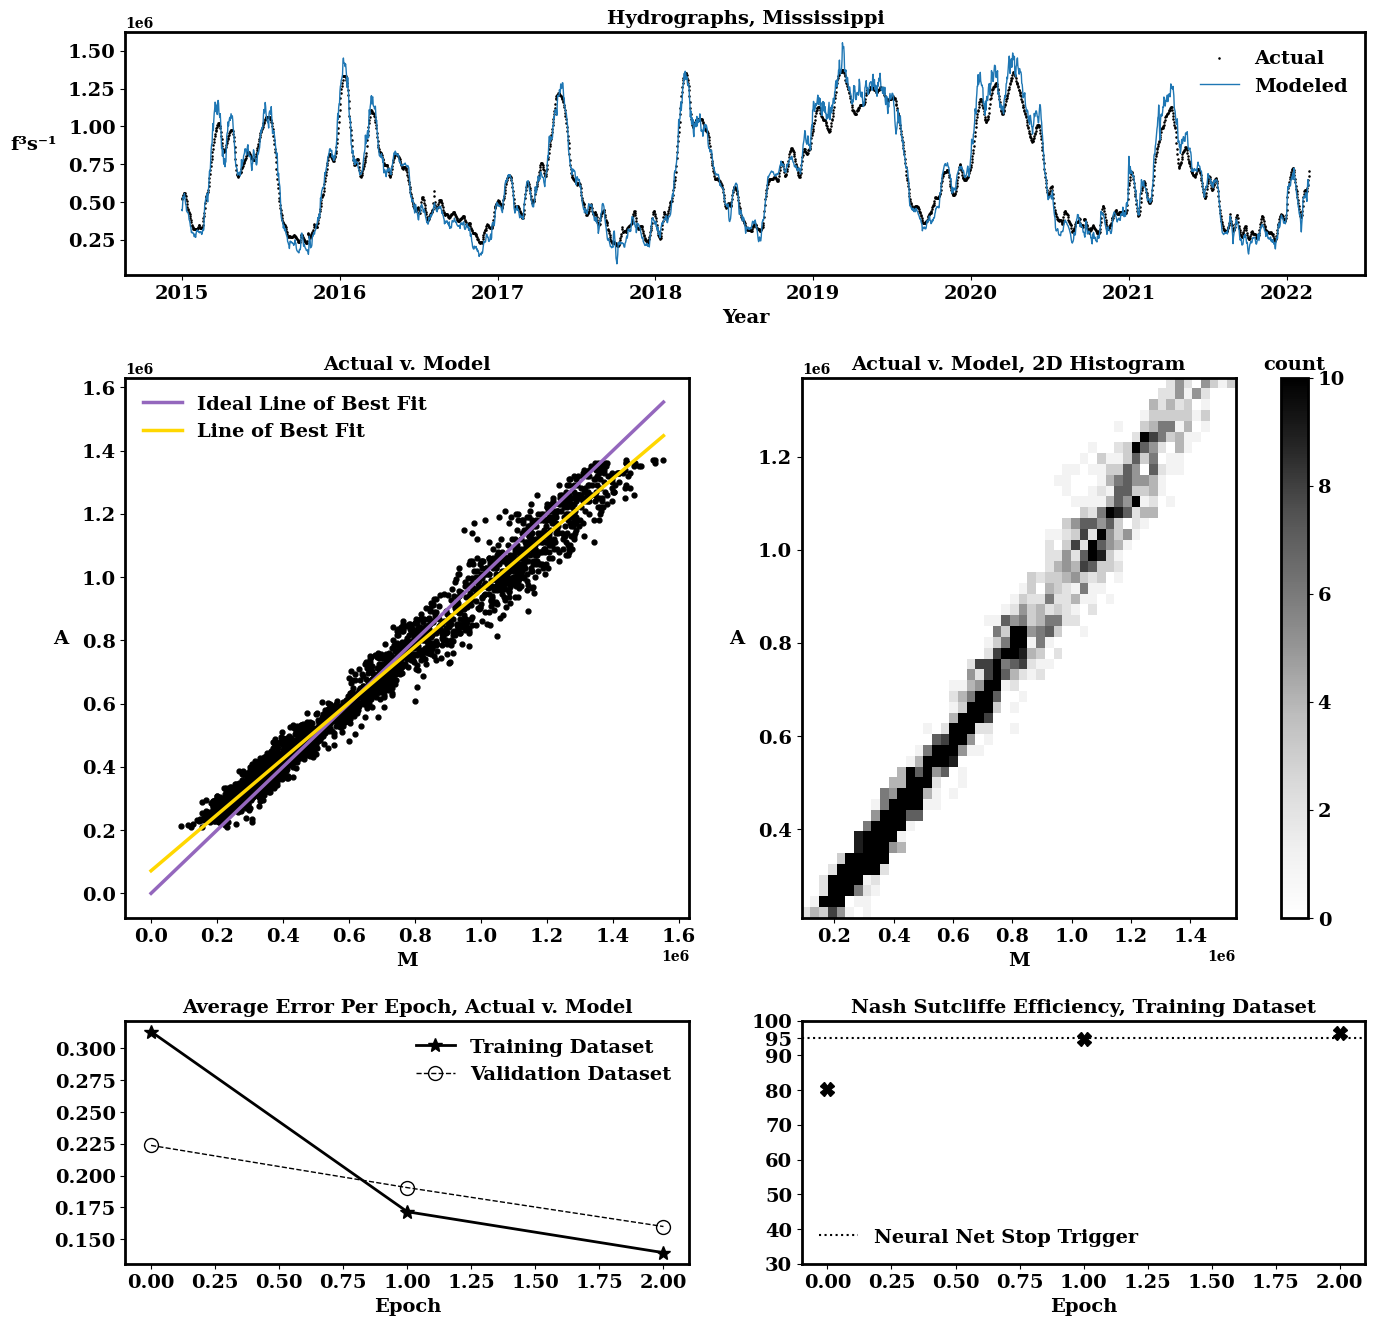 Hydrographs, Mississippi
1e6
1.50
1.25
1.00
0.75
0.50
0.25
f³s⁻¹
Actual
Modeled
2015 2016 2017 2018 2019 2020 2021 2022
Year
Actual v. Model
1e6
1.6
1.4
1.2
1.0
0.8
0.6
0.4
0.2
0.0
A
Ideal Line of Best Fit
Line of Best Fit
0.0 0.2 0.4 0.6 0.8 1.0 1.2 1.4 1.6
M
1e6
Actual v. Model, 2D Histogram
1e6
1.2
1.0
0.8
0.6
0.4
A
0.2 0.4 0.6 0.8 1.0 1.2 1.4
M
1e6
count
10
8
6
4
2
0
Average Error Per Epoch, Actual v. Model
0.300
0.275
0.250
0.225
0.200
0.175
0.150
Training Dataset
Validation Dataset
0.00 0.25 0.50 0.75 1.00 1.25 1.50 1.75 2.00
Epoch
Nash Sutcliffe Efficiency, Training Dataset
100
95
90
80
70
60
50
40
30
Neural Net Stop Trigger
0.00 0.25 0.50 0.75 1.00 1.25 1.50 1.75 2.00
Epoch